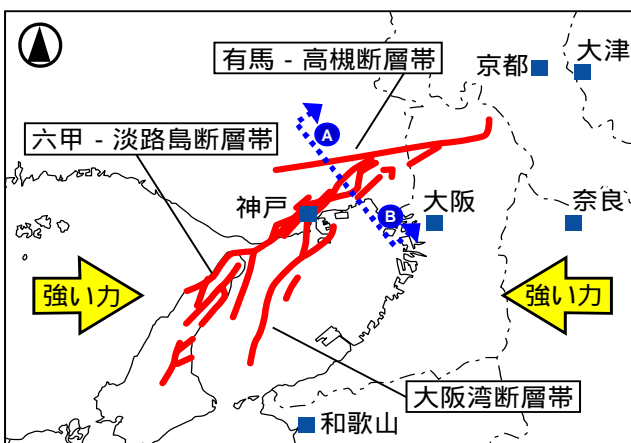 有馬 - 高槻断層帯
京都
大津
六甲 - 淡路島断層帯
A
神戸
B
大阪
奈良
強い力
強い力
大阪湾断層帯
和歌山